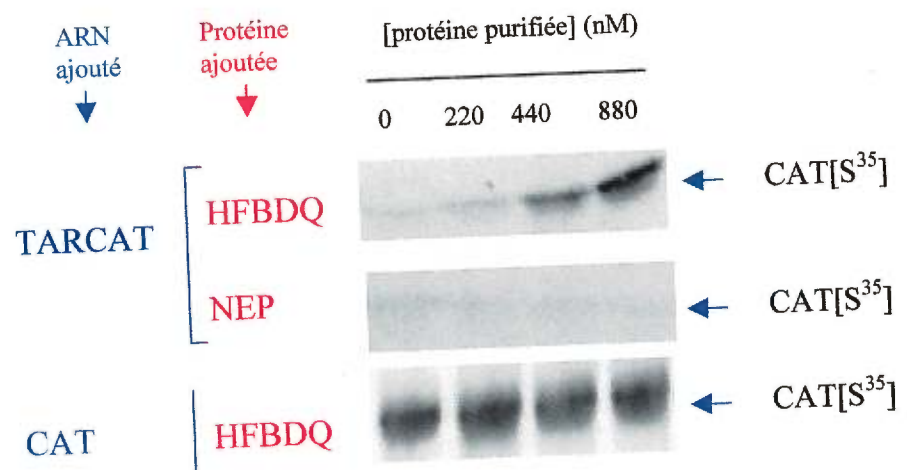 ARN
ajouté
Protéine
ajoutée
[protéine purifiée] (nM)
0 220 440 880
TARCAT
HFBDQ
CAT[S³⁵]
NEP
CAT[S³⁵]
CAT
HFBDQ
CAT[S³⁵]